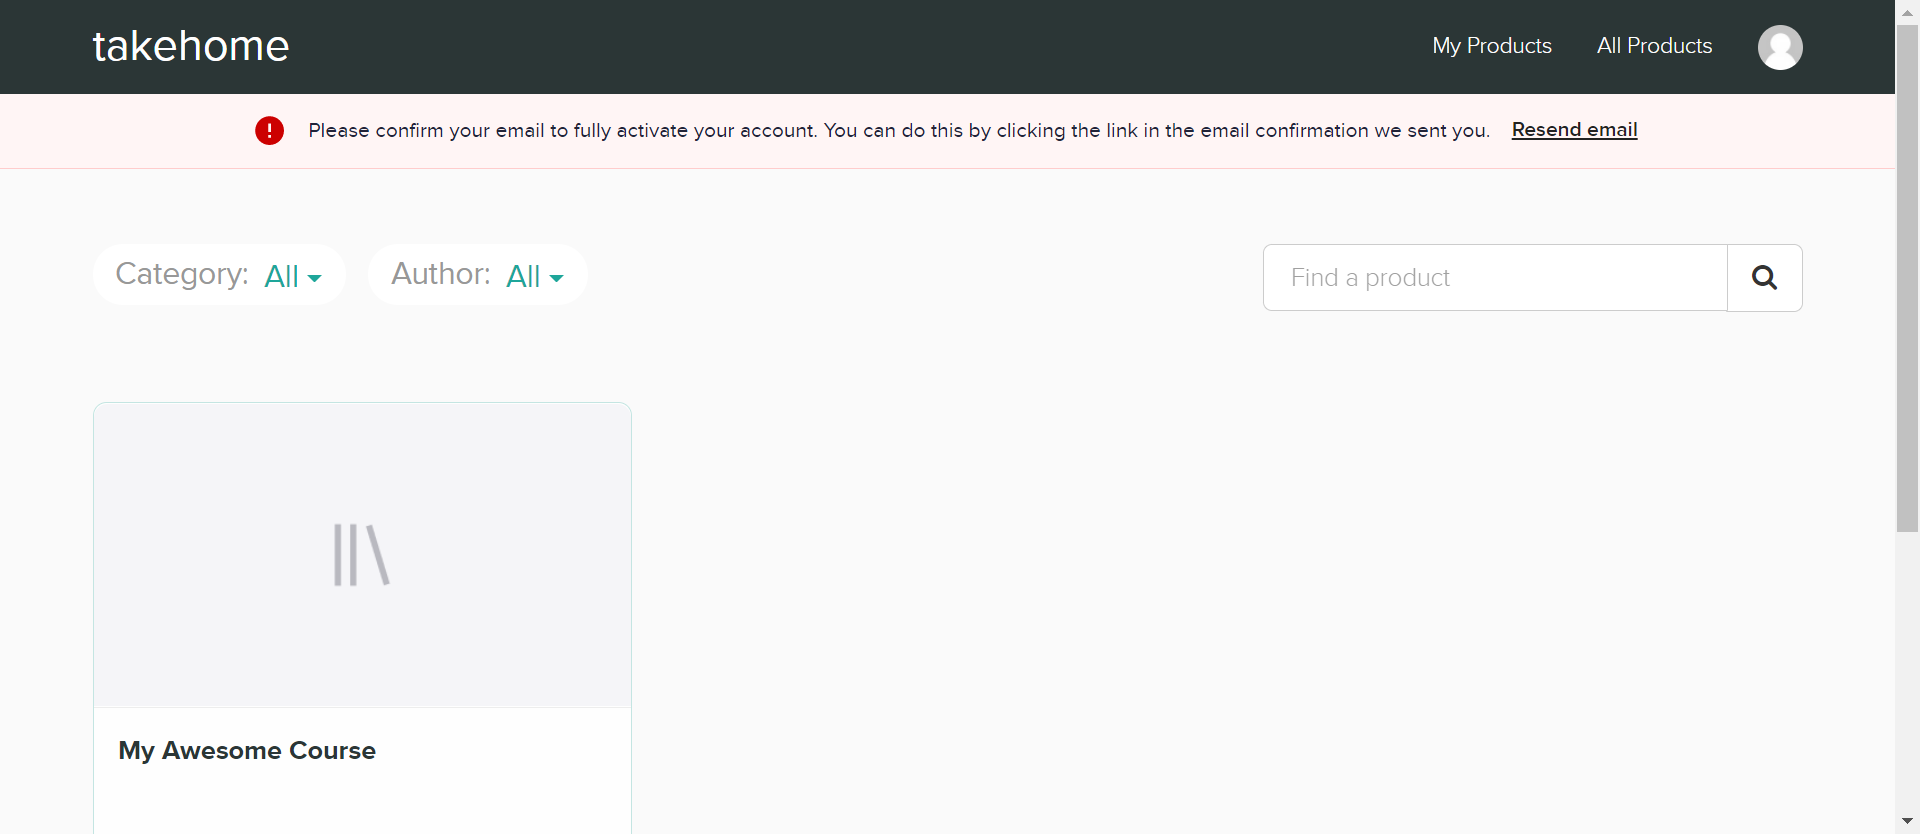 takehome
My Products
All Products
Please confirm your email to fully activate your account. You can do this by clicking the link in the email confirmation we sent you. Resend email
Category: All
Author: All
Find a product
My Awesome Course